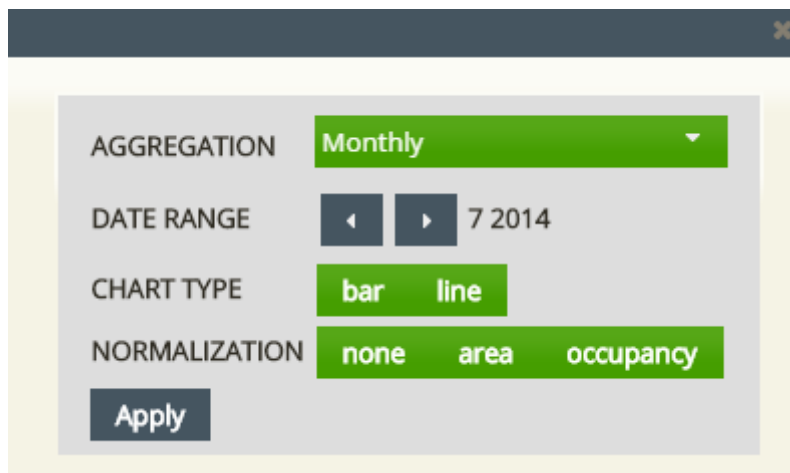 AGGREGATION Monthly
DATE RANGE 7 2014
CHART TYPE bar line
NORMALIZATION none area occupancy
Apply